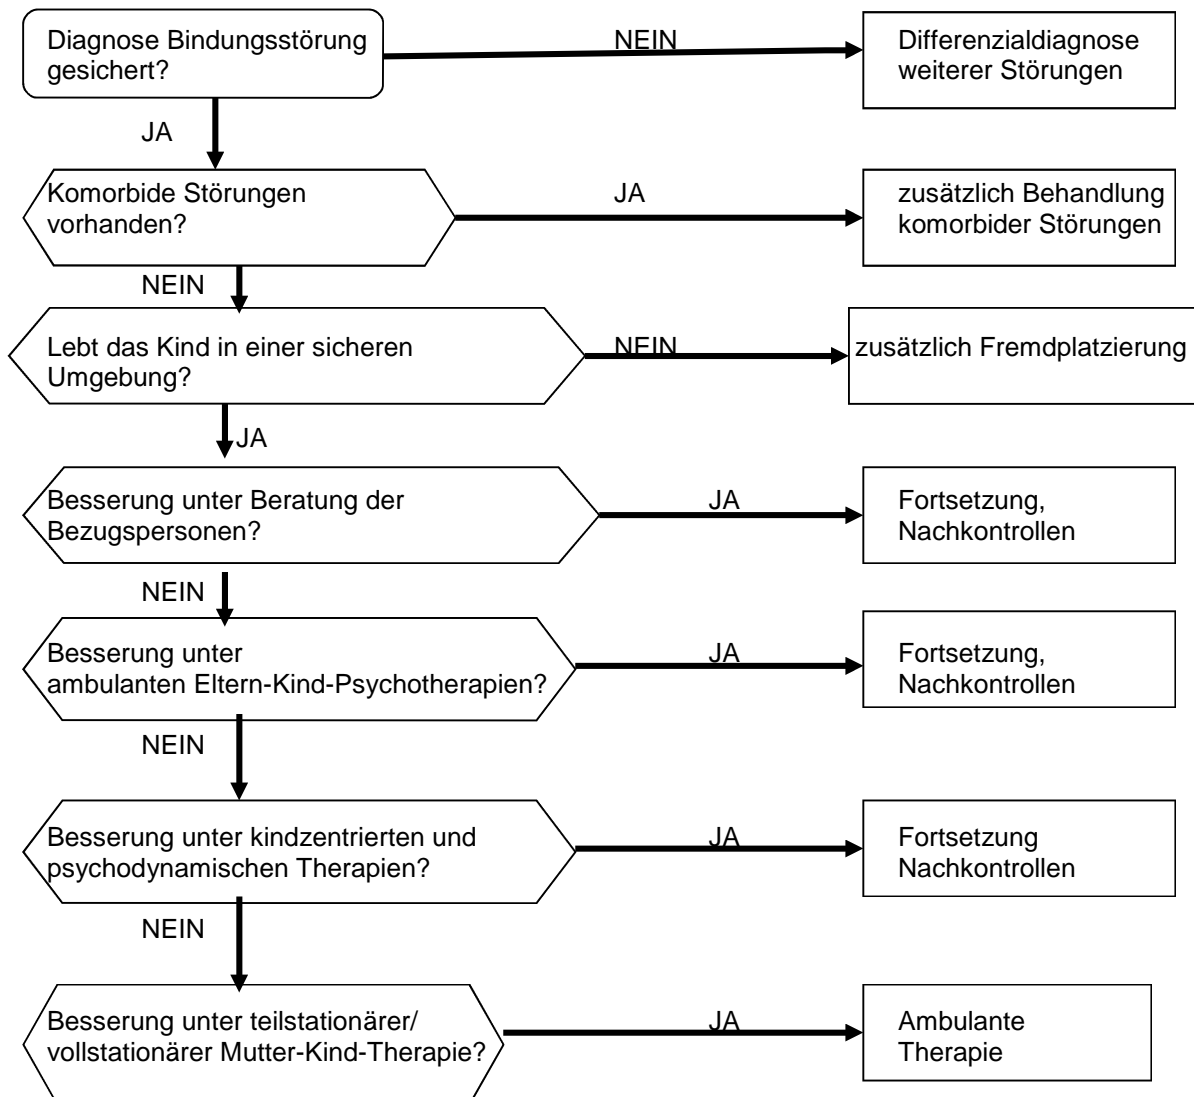 Diagnose Bindungsstörung
gesichert?
NEIN
Differenzialdiagnose
weiterer Störungen
JA
Komorbide Störungen
vorhanden?
JA
zusätzlich Behandlung
komorbider Störungen
NEIN
Lebt das Kind in einer sicheren
Umgebung?
NEIN
zusätzlich Fremdplatzierung
JA
Besserung unter Beratung der
Bezugspersonen?
JA
Fortsetzung,
Nachkontrollen
NEIN
Besserung unter
ambulanten Eltern-Kind-Psychotherapien?
JA
Fortsetzung,
Nachkontrollen
NEIN
Besserung unter kindzentrierten und
psychodynamischen Therapien?
JA
Fortsetzung
Nachkontrollen
NEIN
Besserung unter teilstationärer/
vollstationärer Mutter-Kind-Therapie?
JA
Ambulante
Therapie